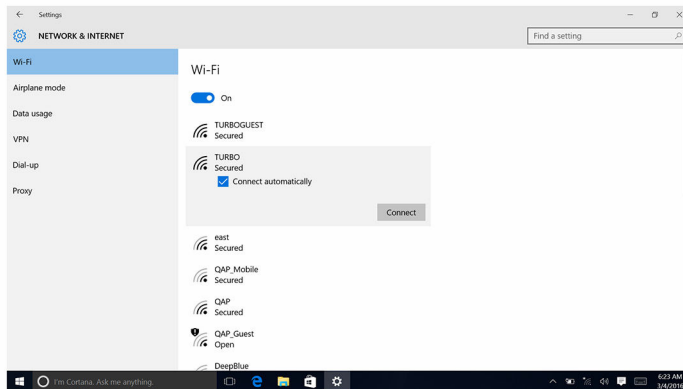 Settings
NETWORK & INTERNET
Find a setting
Wi-Fi
Airplane mode
Data usage
VPN
Dial-up
Proxy
Wi-Fi
On
TURBOGUEST
Secured
TURBO
Secured
Connect automatically
Connect
east
Secured
QAP_Mobile
Secured
QAP
Secured
QAP_Guest
Open
DeepBlue
I'm Cortana. Ask me anything.
6:23 AM
3/4/2016